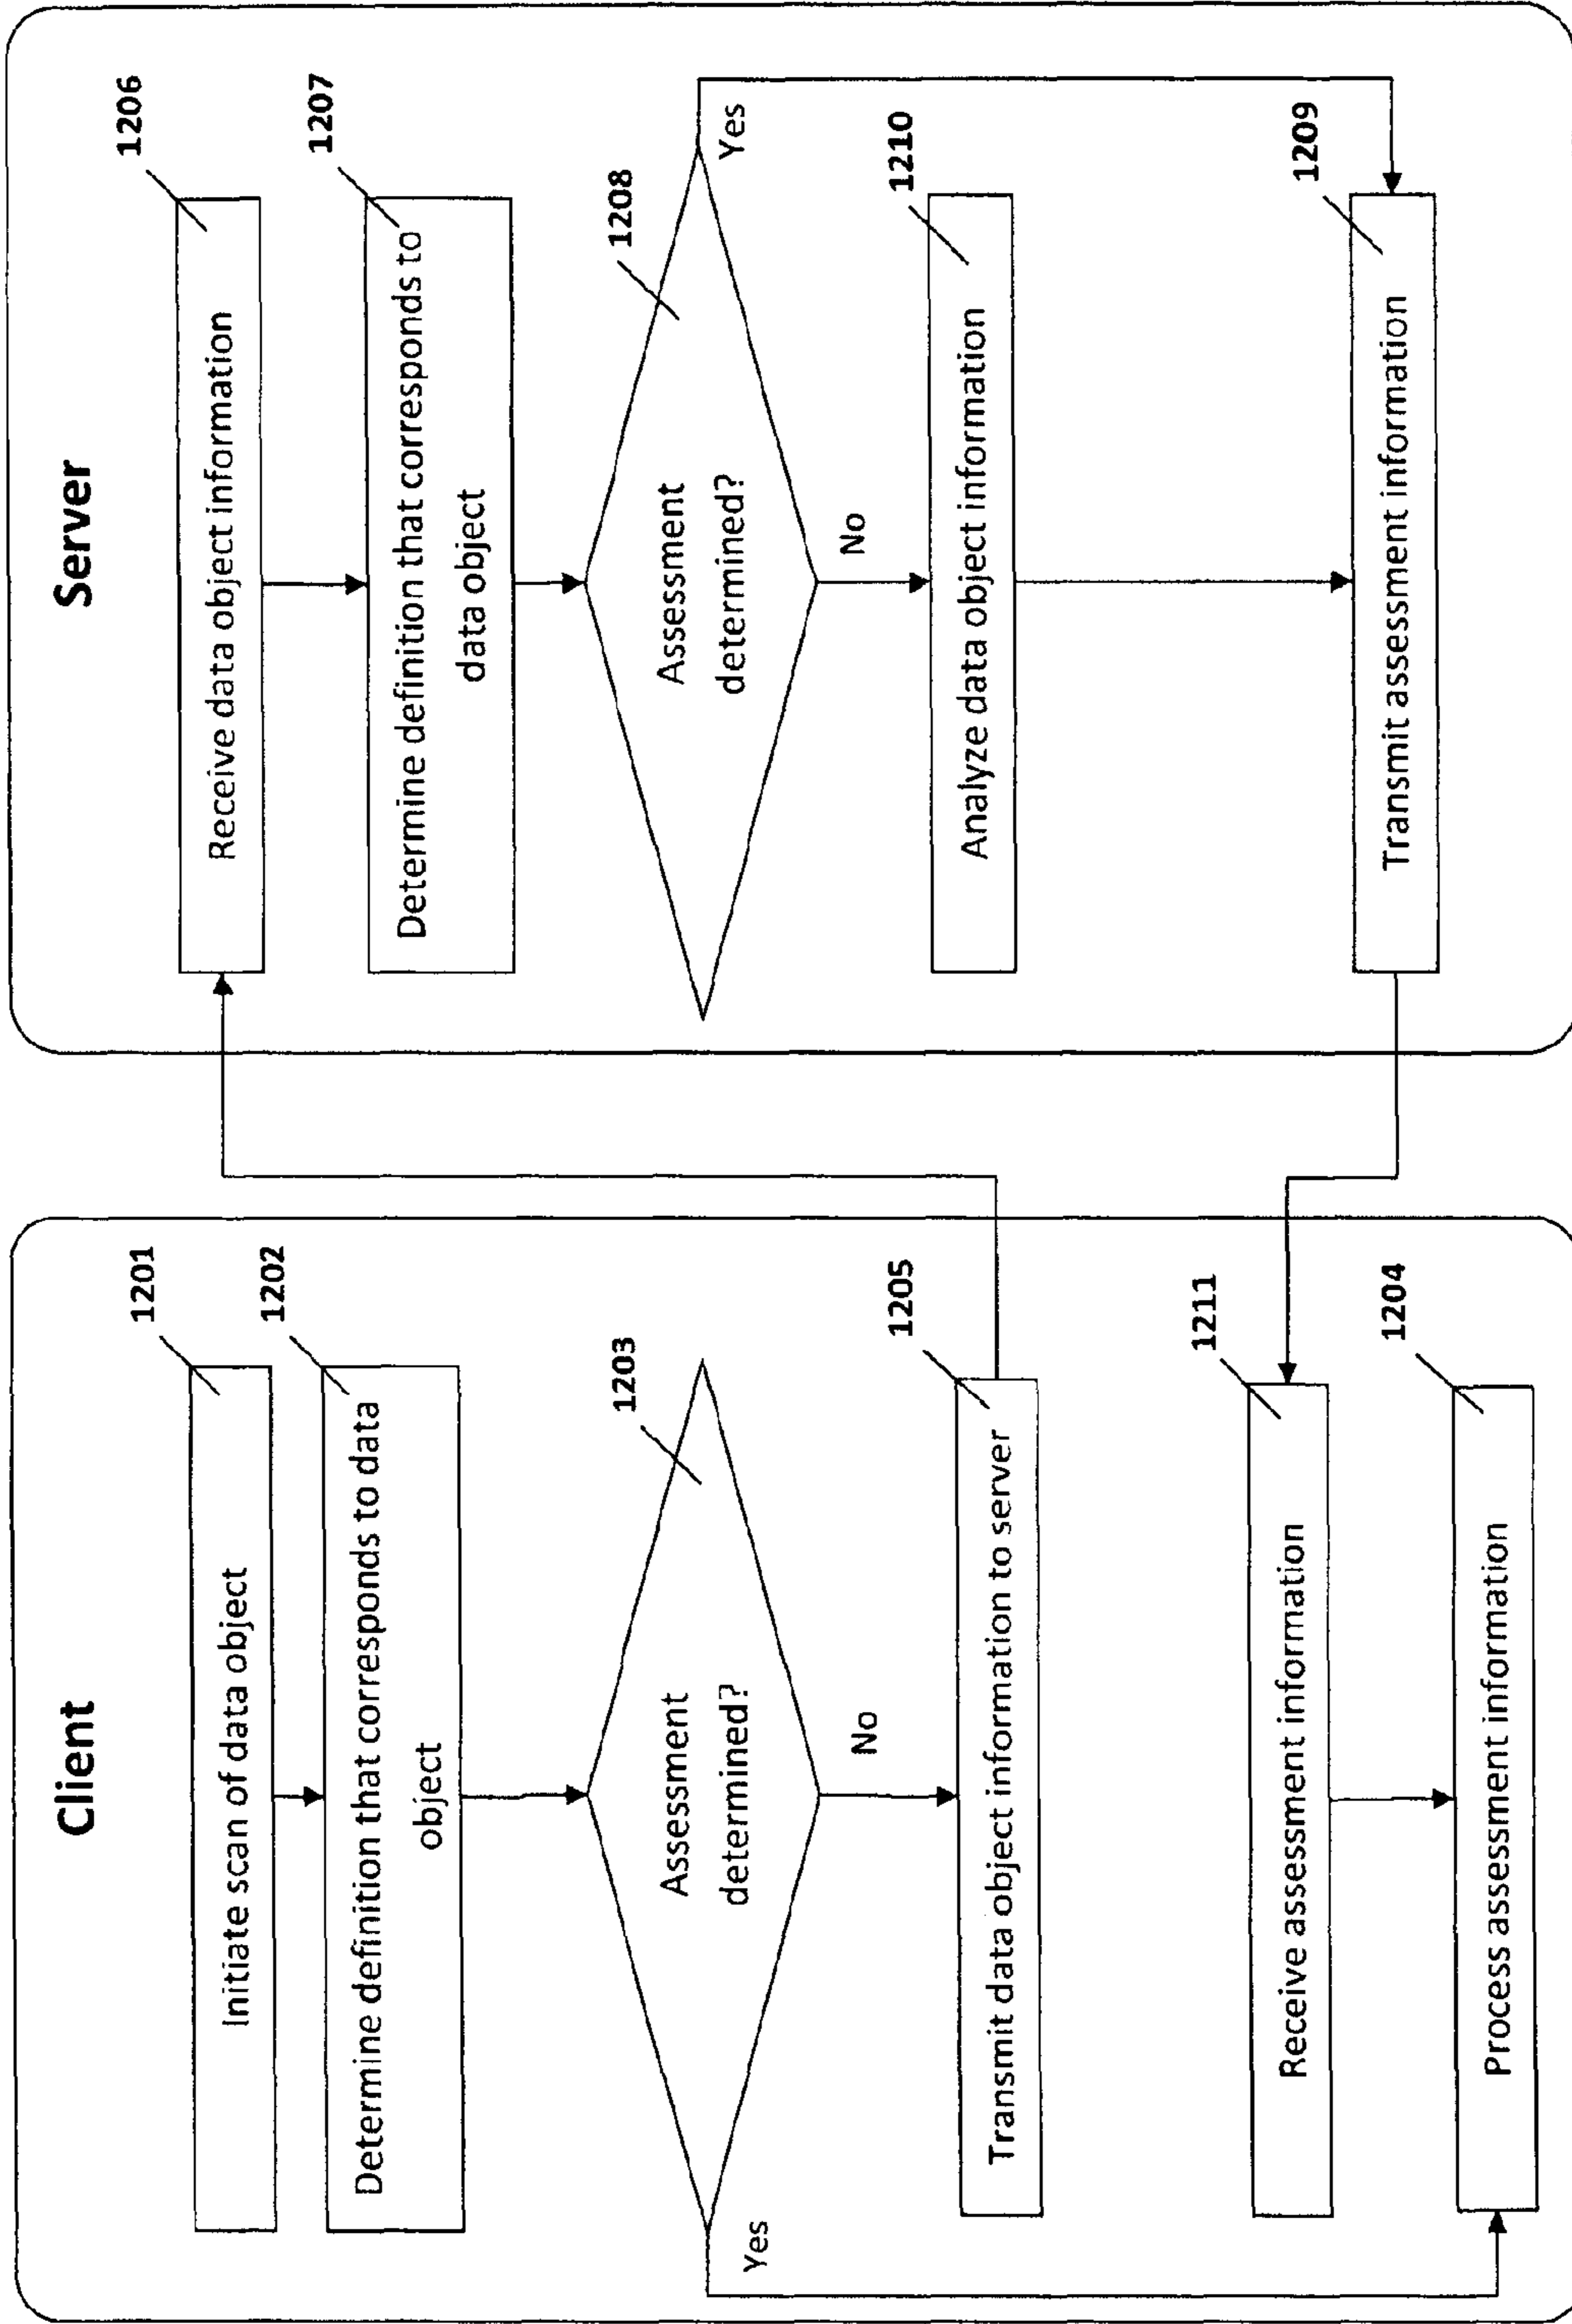 Client
1201
Initiate scan of data object
1202
Determine definition that corresponds to data
object
1203
Assessment
determined?
Yes
No
1205
Transmit data object information to server
1211
Receive assessment information
1204
Process assessment information
Server
1206
Receive data object information
1207
Determine definition that corresponds to
data object
1208
Assessment
determined?
Yes
No
1210
Analyze data object information
1209
Transmit assessment information